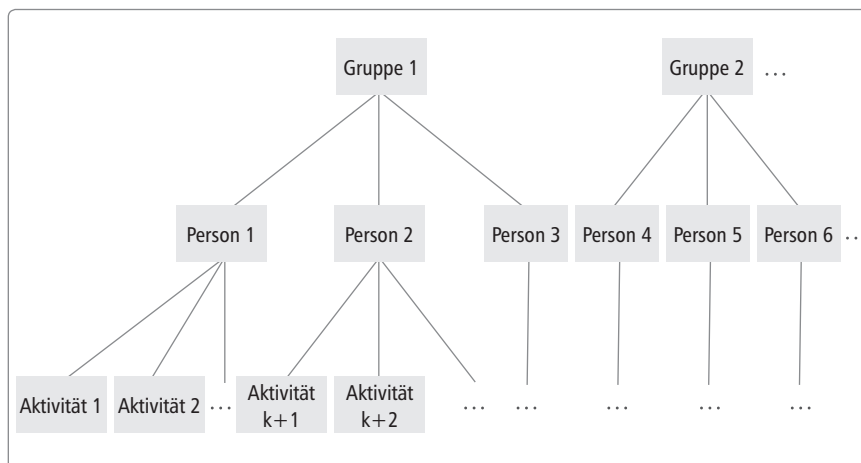 Gruppe 1
Gruppe 2 ...
Person 1
Person 2
Person 3
Person 4
Person 5
Person 6 ...
Aktivität 1
Aktivität 2
...
Aktivität
k+1
Aktivität
k+2
...
...
...
...
...